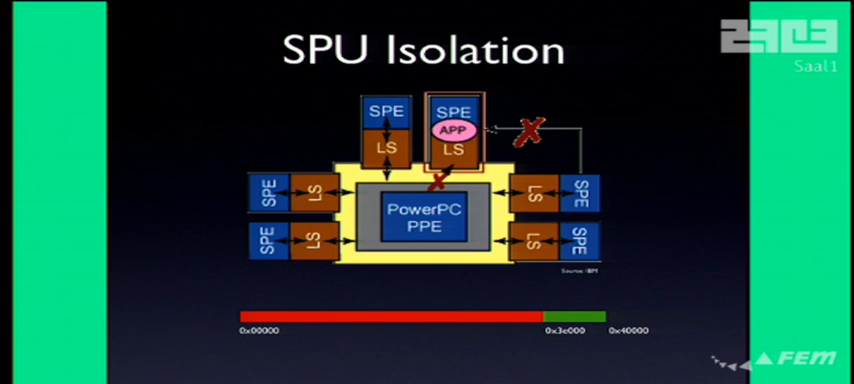 SPU Isolation
29C3
Saal1
SPE
LS
SPE
APP
LS
SPE
LS
SPE
LS
PowerPC
PPE
LS
SPE
LS
SPE
Source: IBM
0x00000
0x3e000
0x40000
FEM